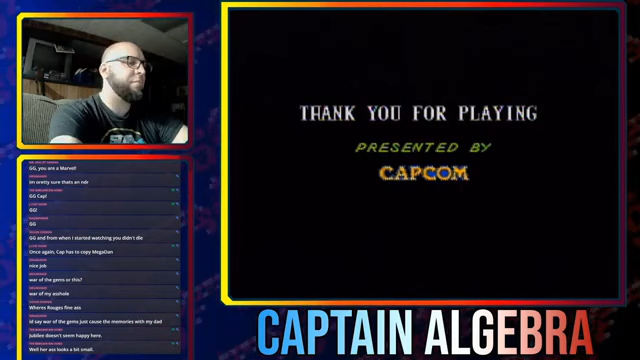 THANK YOU FOR PLAYING
PRESENTED BY
CAPCOM
GG, you are a Marvel!
im oretty sure thats an ndr
GG Cap!
GG!
GG
GG and from when I started watching you didn't die
Once again, Cap has to copy MegaDan
nice job
war of the gems or this?
war of my asshole
Wheres Rouges fine ass
id say war of the gems just cause the memories with my dad
Jubilee doesn't seem happy here.
Well her ass looks a bit small.
CAPTAIN ALGEBRA